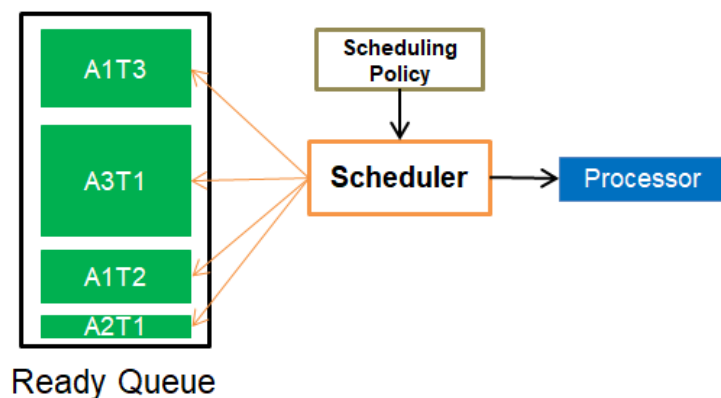 A1T3
A3T1
A1T2
A2T1
Ready Queue
Scheduling
Policy
Scheduler
Processor